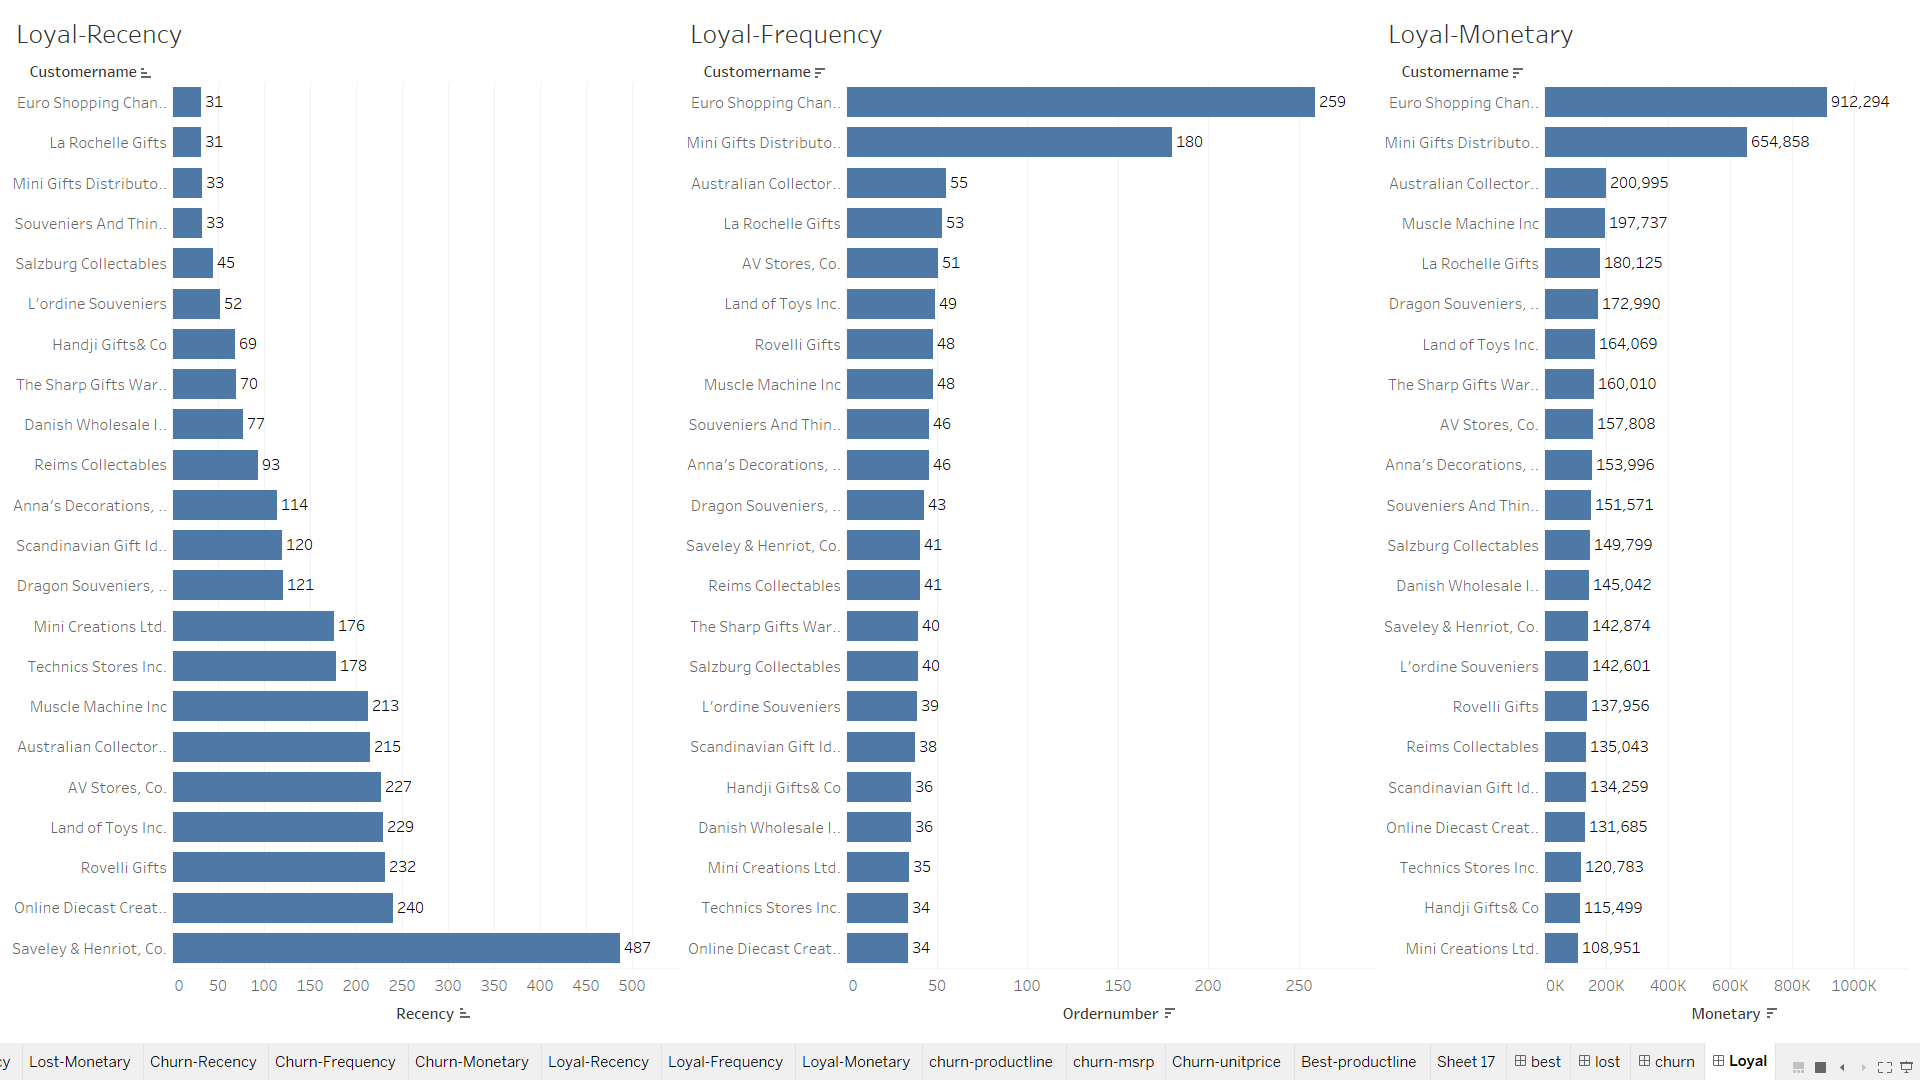 Loyal-Recency
Customername
Euro Shopping Chan.. 31
La Rochelle Gifts 31
Mini Gifts Distributo.. 33
Souveniers And Thin.. 33
Salzburg Collectables 45
L'ordine Souveniers 52
Handji Gifts& Co 69
The Sharp Gifts War.. 70
Danish Wholesale I.. 77
Reims Collectables 93
Anna's Decorations, .. 114
Scandinavian Gift Id.. 120
Dragon Souveniers, .. 121
Mini Creations Ltd. 176
Technics Stores Inc. 178
Muscle Machine Inc 213
Australian Collector.. 215
AV Stores, Co. 227
Land of Toys Inc. 229
Rovelli Gifts 232
Online Diecast Creat.. 240
Saveley & Henriot, Co. 487
0 50 100 150 200 250 300 350 400 450 500
Recency
Loyal-Frequency
Customername
Euro Shopping Chan.. 259
Mini Gifts Distributo.. 180
Australian Collector.. 55
La Rochelle Gifts 53
AV Stores, Co. 51
Land of Toys Inc. 49
Rovelli Gifts 48
Muscle Machine Inc 48
Souveniers And Thin.. 46
Anna's Decorations, .. 46
Dragon Souveniers, .. 43
Saveley & Henriot, Co. 41
Reims Collectables 41
The Sharp Gifts War.. 40
Salzburg Collectables 40
L'ordine Souveniers 39
Scandinavian Gift Id.. 38
Handji Gifts& Co 36
Danish Wholesale I.. 36
Mini Creations Ltd. 35
Technics Stores Inc. 34
Online Diecast Creat.. 34
0 50 100 150 200 250
Ordernumber
Loyal-Monetary
Customername
Euro Shopping Chan.. 912,294
Mini Gifts Distributo.. 654,858
Australian Collector.. 200,995
Muscle Machine Inc 197,737
La Rochelle Gifts 180,125
Dragon Souveniers, .. 172,990
Land of Toys Inc. 164,069
The Sharp Gifts War.. 160,010
AV Stores, Co. 157,808
Anna's Decorations, .. 153,996
Souveniers And Thin.. 151,571
Salzburg Collectables 149,799
Danish Wholesale I.. 145,042
Saveley & Henriot, Co. 142,874
L'ordine Souveniers 142,601
Rovelli Gifts 137,956
Reims Collectables 135,043
Scandinavian Gift Id.. 134,259
Online Diecast Creat.. 131,685
Technics Stores Inc. 120,783
Handji Gifts& Co 115,499
Mini Creations Ltd. 108,951
0K 200K 400K 600K 800K 1000K
Monetary
cy Lost-Monetary Churn-Recency Churn-Frequency Churn-Monetary Loyal-Recency Loyal-Frequency Loyal-Monetary churn-productline churn-msrp Churn-unitprice Best-productline Sheet 17 best lost churn Loyal